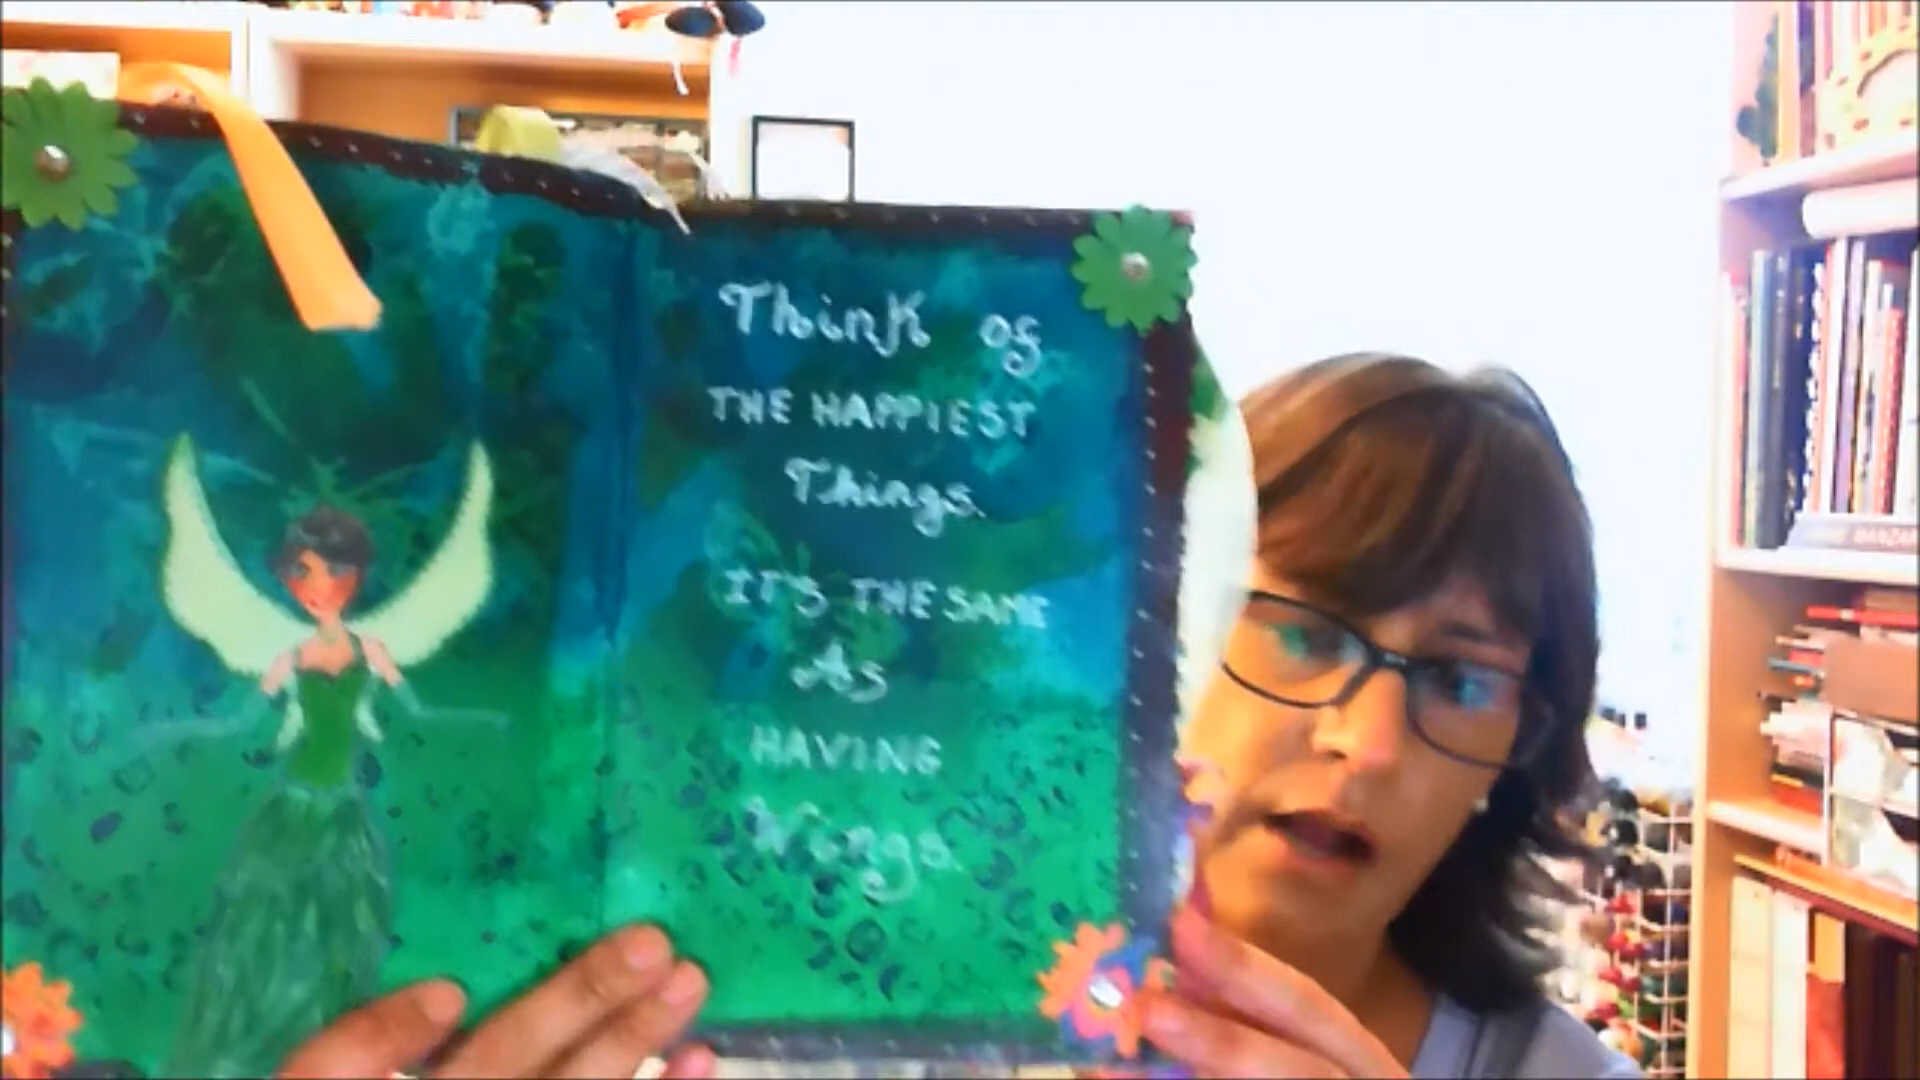 Think of
THE HAPPIEST
Things.
IT'S THE SAME
As
HAVING
Wings.